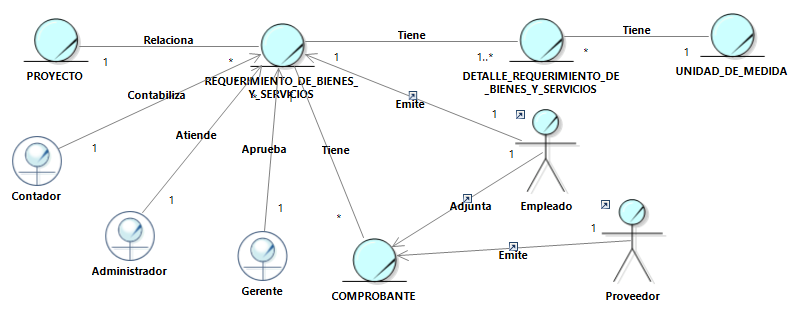 Relaciona
1
*
PROYECTO
Tiene
1
1..*
REQUERIMIENTO_DE_BIENES_
_Y_SERVICIOS
*
1
DETALLE_REQUERIMIENTO_DE
_BIENES_Y_SERVICIOS
Tiene
*
1
UNIDAD_DE_MEDIDA
Contabiliza
1
Contador
Atiende
1
Administrador
Aprueba
1
Gerente
Tiene
*
COMPROBANTE
Emite
1
1
Empleado
Adjunta
Emite
1
Proveedor